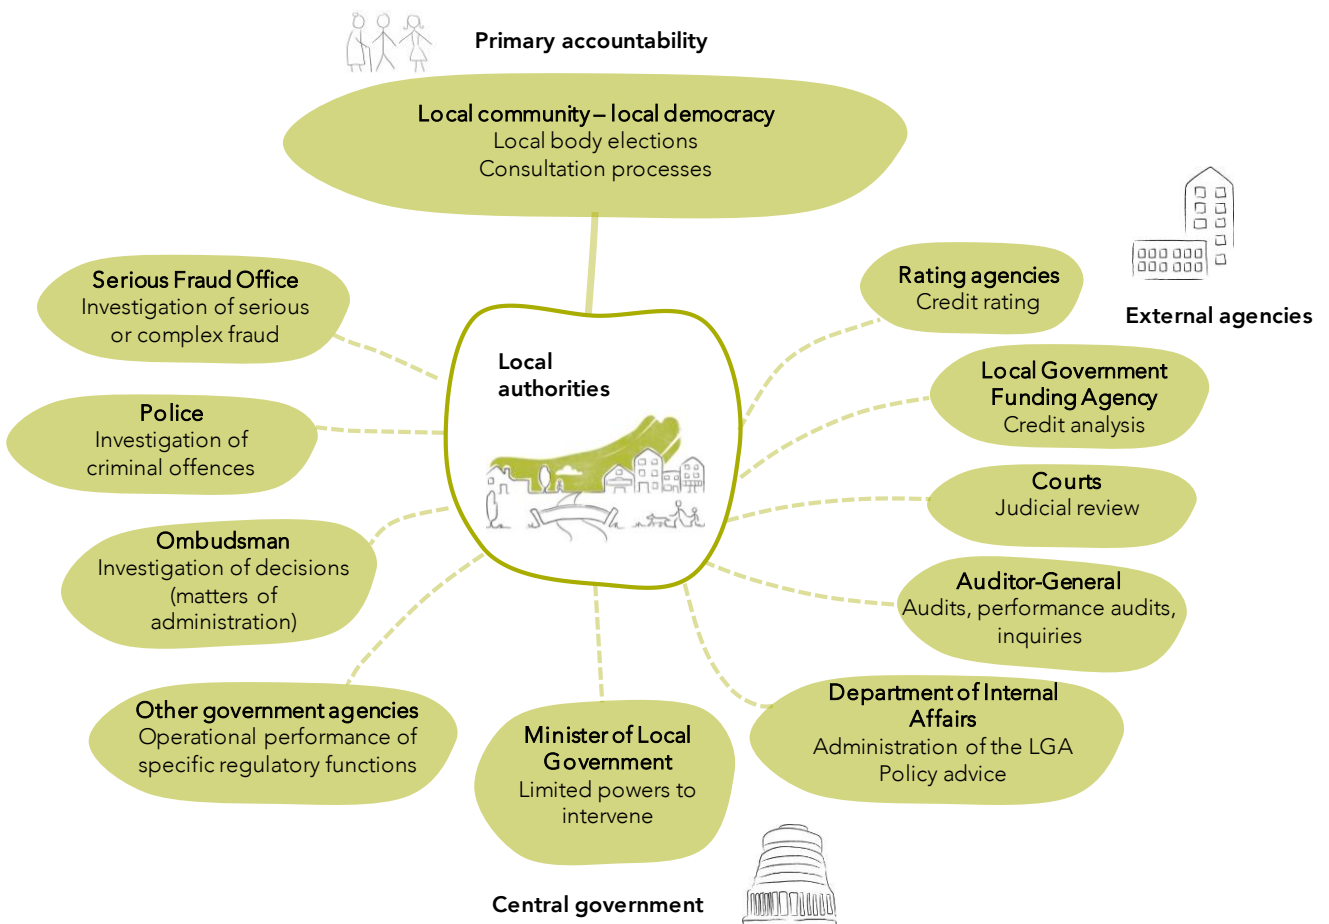 Primary accountability
Local community – local democracy
Local body elections
Consultation processes
Serious Fraud Office
Investigation of serious
or complex fraud
Rating agencies
Credit rating
External agencies
Local
authorities
Local Government
Funding Agency
Credit analysis
Police
Investigation of
criminal offences
Courts
Judicial review
Ombudsman
Investigation of decisions
(matters of
administration)
Auditor-General
Audits, performance audits,
inquiries
Other government agencies
Operational performance of
specific regulatory functions
Minister of Local
Government
Limited powers to
intervene
Department of Internal
Affairs
Administration of the LGA
Policy advice
Central government